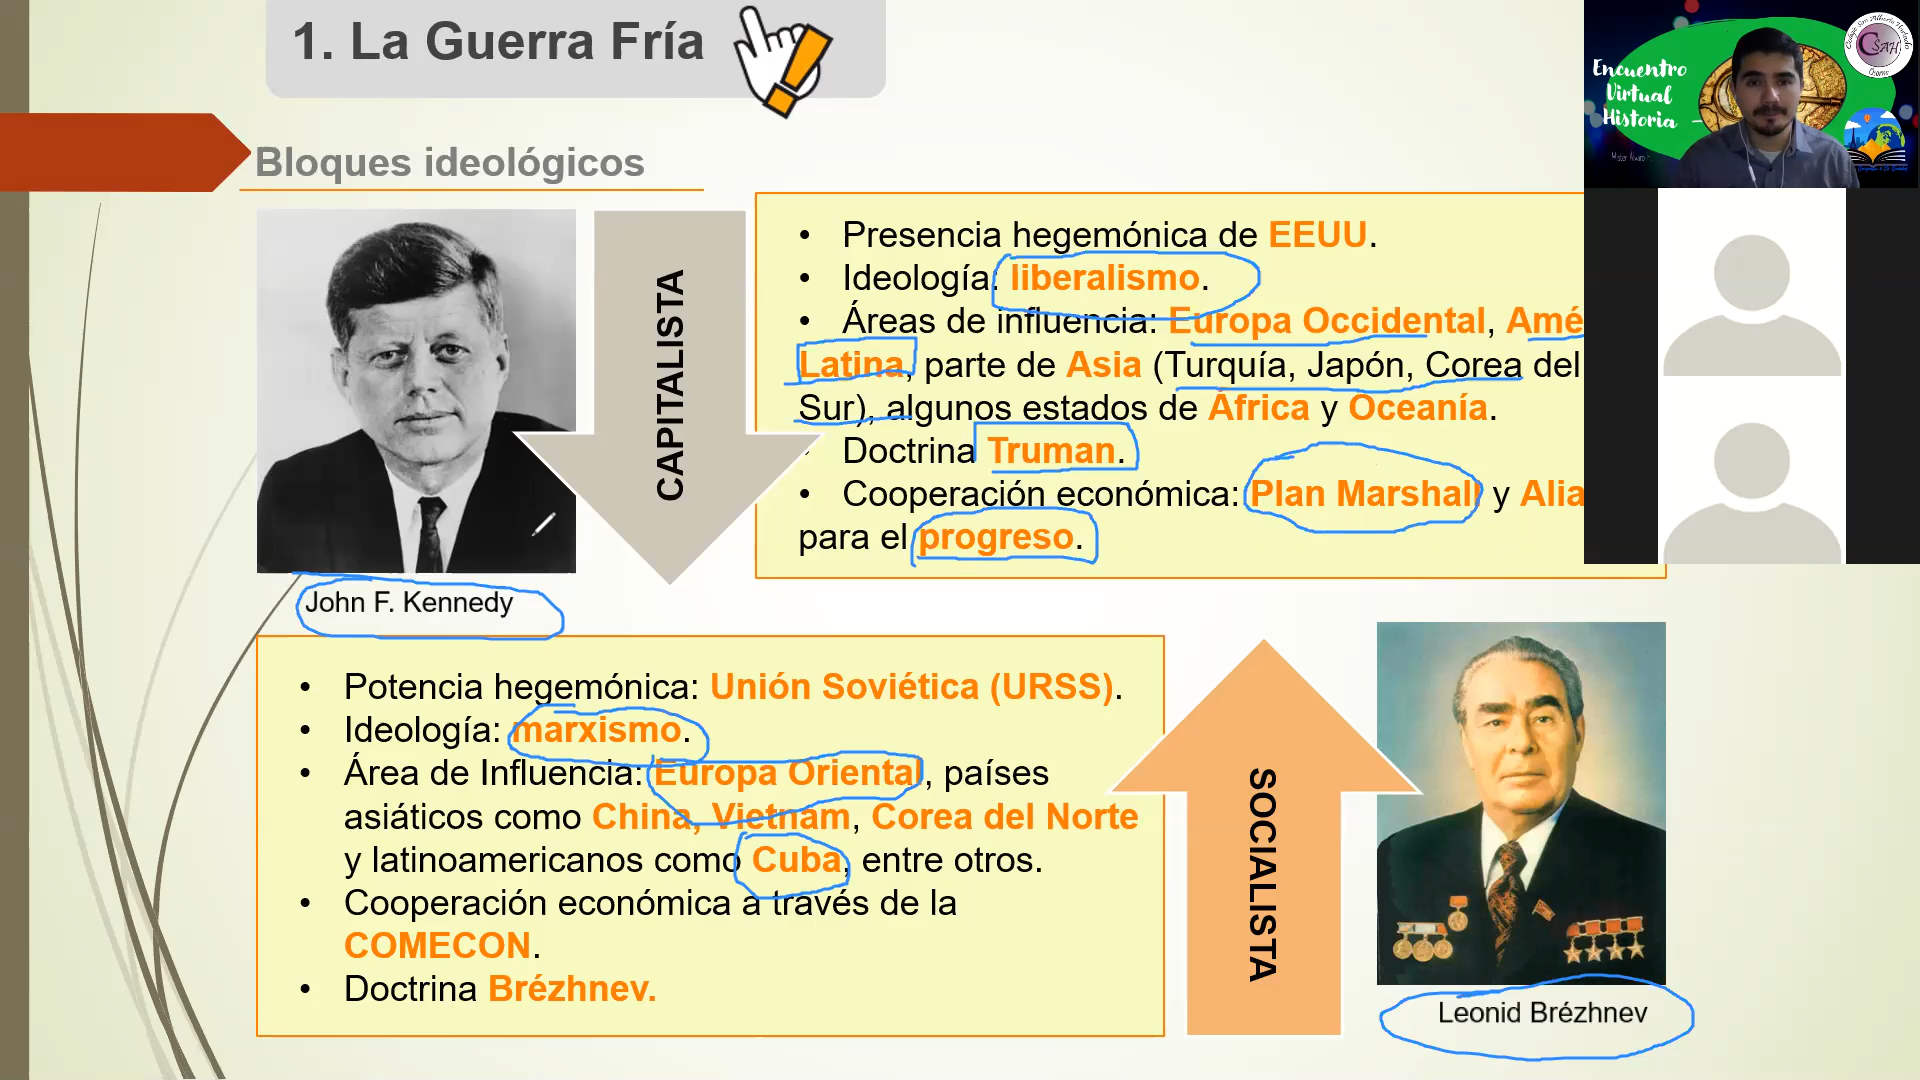 1. La Guerra Fría
Encuentro
Virtual
Historia
CSAH
Bloques ideológicos
CAPITALISTA
• Presencia hegemónica de EEUU.
• Ideología: liberalismo.
• Áreas de influencia: Europa Occidental, Amé
Latina, parte de Asia (Turquía, Japón, Corea del
Sur), algunos estados de África y Oceanía.
Doctrina Truman.
• Cooperación económica: Plan Marshall y Alia
para el progreso.
John F. Kennedy
• Potencia hegemónica: Unión Soviética (URSS).
• Ideología: marxismo.
• Área de Influencia: Europa Oriental, países
asiáticos como China, Vietnam, Corea del Norte
y latinoamericanos como Cuba, entre otros.
• Cooperación económica a través de la
COMECON.
• Doctrina Brézhnev.
SOCIALISTA
Leonid Brézhnev